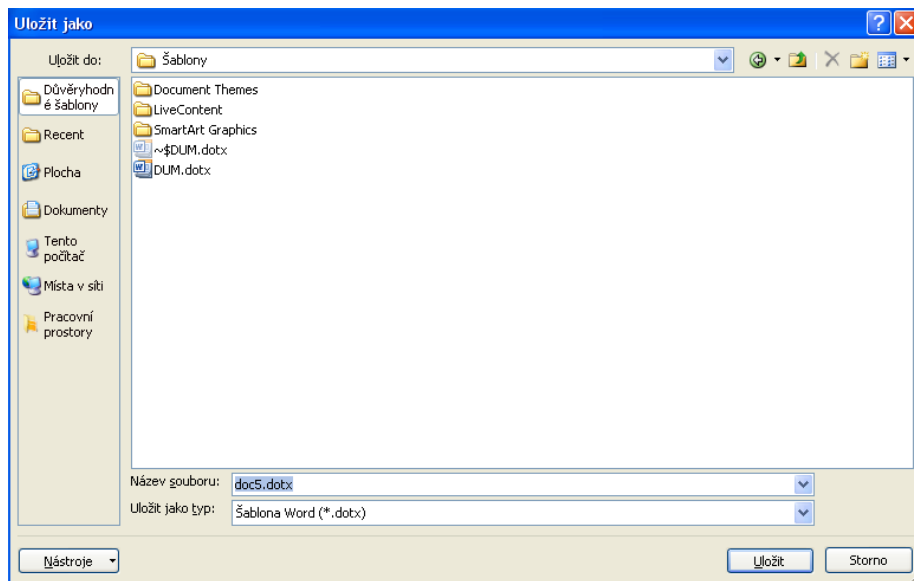 Uložit jako
Uložit do:
Šablony
Důvěryhodn
é šablony
Recent
Plocha
Dokumenty
Tento
počítač
Místa v síti
Pracovní
prostory
Document Themes
LiveContent
SmartArt Graphics
~$DUM.dotx
DUM.dotx
Název souboru:
doc5.dotx
Uložit jako typ:
Šablona Word (*.dotx)
Nástroje
Uložit
Storno